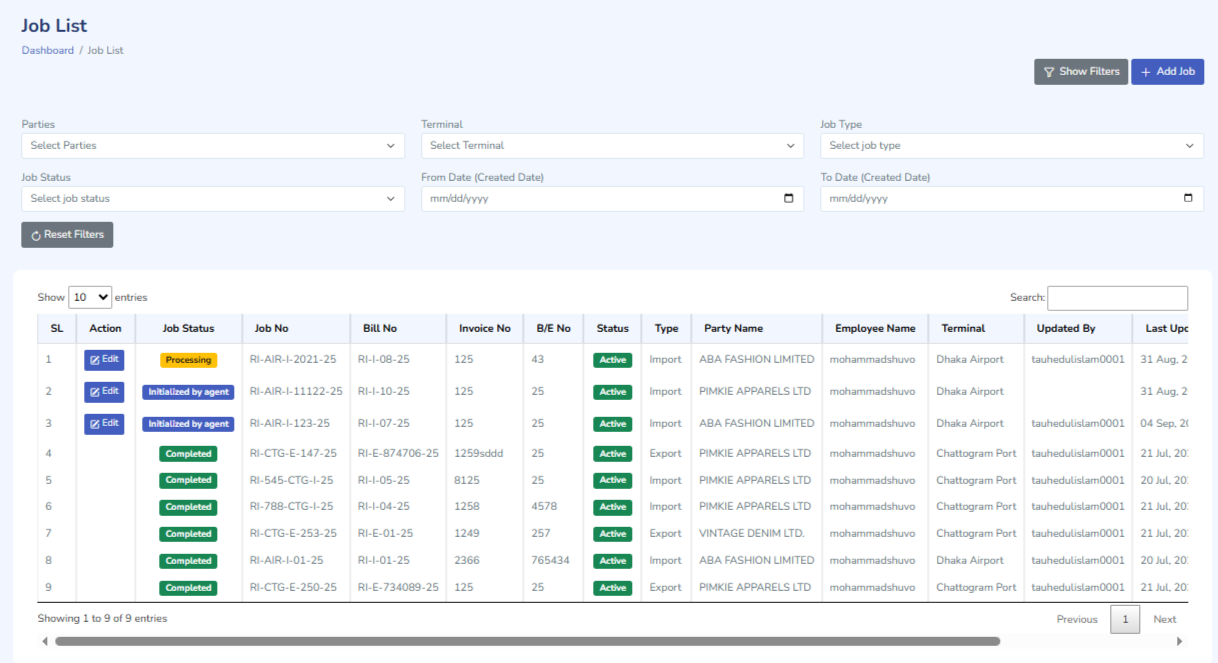 Job List
Dashboard / Job List
Show Filters + Add Job
Parties Terminal Job Type
Select Parties Select Terminal Select job type
Job Status From Date (Created Date) To Date (Created Date)
Select job status mm/dd/yyyy mm/dd/yyyy
Reset Filters
Show 10 entries Search:
SL Action Job Status Job No Bill No Invoice No B/E No Status Type Party Name Employee Name Terminal Updated By Last Upd
1 Edit Processing RI-AIR-I-2021-25 RI-I-08-25 125 43 Active Import ABA FASHION LIMITED mohammadshuvo Dhaka Airport tauhedulislam0001 31 Aug, 2
2 Edit Initialized by agent RI-AIR-I-11122-25 RI-I-10-25 125 25 Active Import PIMKIE APPARELS LTD mohammadshuvo Dhaka Airport 31 Aug, 2
3 Edit Initialized by agent RI-AIR-I-123-25 RI-I-07-25 125 25 Active Import ABA FASHION LIMITED mohammadshuvo Dhaka Airport tauhedulislam0001 04 Sep, 20
4 Completed RI-CTG-E-147-25 RI-E-874706-25 1259sddd 25 Active Export PIMKIE APPARELS LTD mohammadshuvo Chattogram Port tauhedulislam0001 21 Jul, 20
5 Completed RI-545-CTG-I-25 RI-I-05-25 8125 25 Active Import PIMKIE APPARELS LTD mohammadshuvo Chattogram Port tauhedulislam0001 20 Jul, 20
6 Completed RI-788-CTG-I-25 RI-I-04-25 1258 4578 Active Import PIMKIE APPARELS LTD mohammadshuvo Chattogram Port tauhedulislam0001 21 Jul, 20
7 Completed RI-CTG-E-253-25 RI-E-01-25 1249 257 Active Export VINTAGE DENIM LTD. mohammadshuvo Chattogram Port tauhedulislam0001 21 Jul, 20
8 Completed RI-AIR-I-01-25 RI-I-01-25 2366 765434 Active Import ABA FASHION LIMITED mohammadshuvo Dhaka Airport tauhedulislam0001 20 Jul, 20
9 Completed RI-CTG-E-250-25 RI-E-734089-25 125 25 Active Export PIMKIE APPARELS LTD mohammadshuvo Chattogram Port tauhedulislam0001 21 Jul, 20
Showing 1 to 9 of 9 entries Previous 1 Next